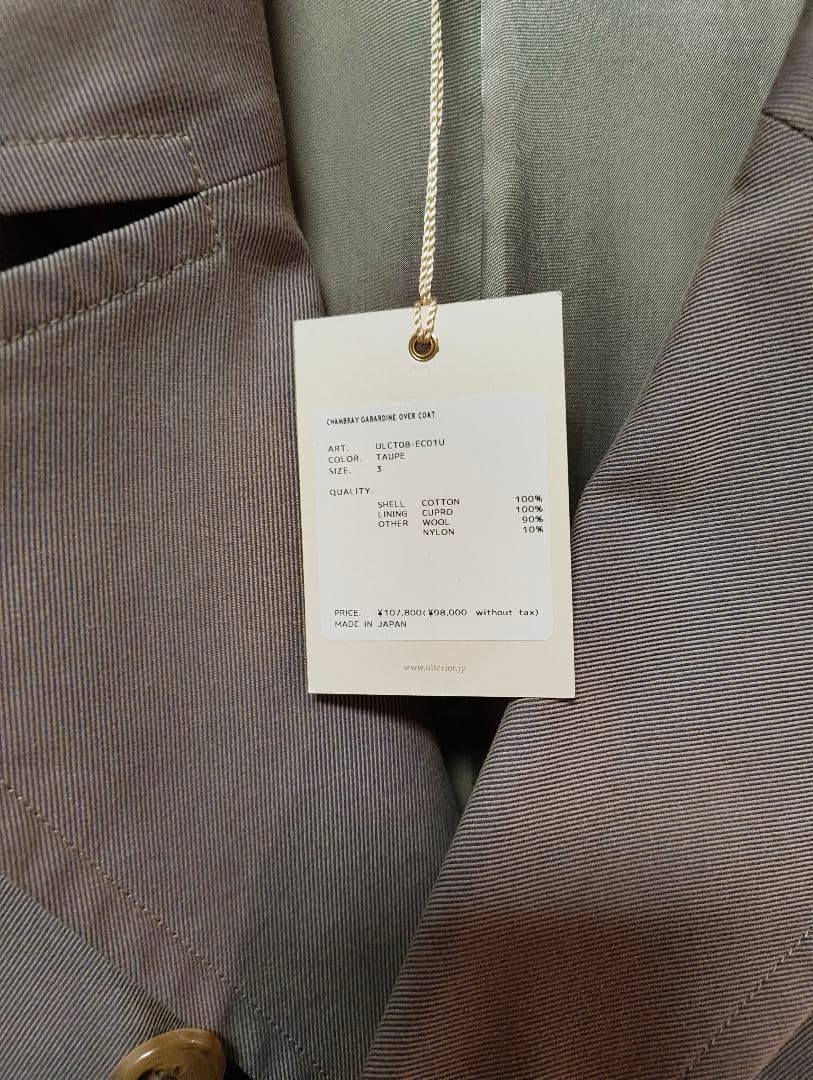 CHAMBRAY GABARDINE OVER COAT
ART. ULCT08-EC01U
COLOR. TAUPE
SIZE. 3
QUALITY.
SHELL COTTON 100%
LINING CUPRO 100%
OTHER WOOL 90%
NYLON 10%
PRICE. ¥107,800(¥98,000 without tax)
MADE IN JAPAN
www.ulterior.jp